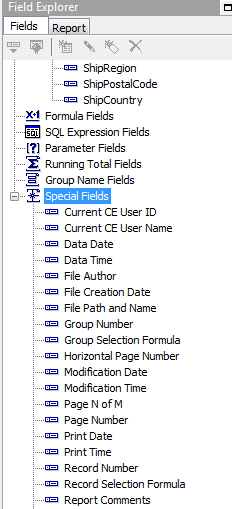 Field Explorer
Fields Report
ShipRegion
ShipPostalCode
ShipCountry
X+1 Formula Fields
SQL SQL Expression Fields
[?] Parameter Fields
Σ Running Total Fields
Group Name Fields
Special Fields
Current CE User ID
Current CE User Name
Data Date
Data Time
File Author
File Creation Date
File Path and Name
Group Number
Group Selection Formula
Horizontal Page Number
Modification Date
Modification Time
Page N of M
Page Number
Print Date
Print Time
Record Number
Record Selection Formula
Report Comments